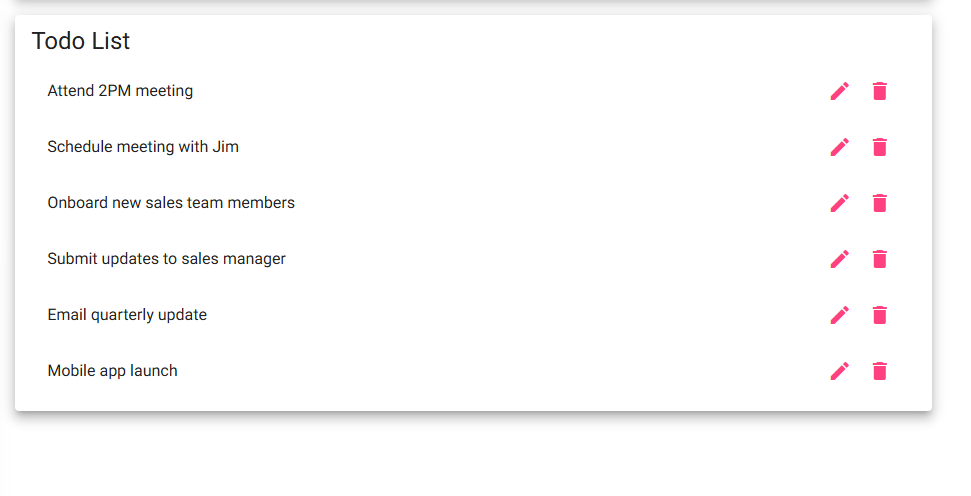 Todo List
Attend 2PM meeting
Schedule meeting with Jim
Onboard new sales team members
Submit updates to sales manager
Email quarterly update
Mobile app launch